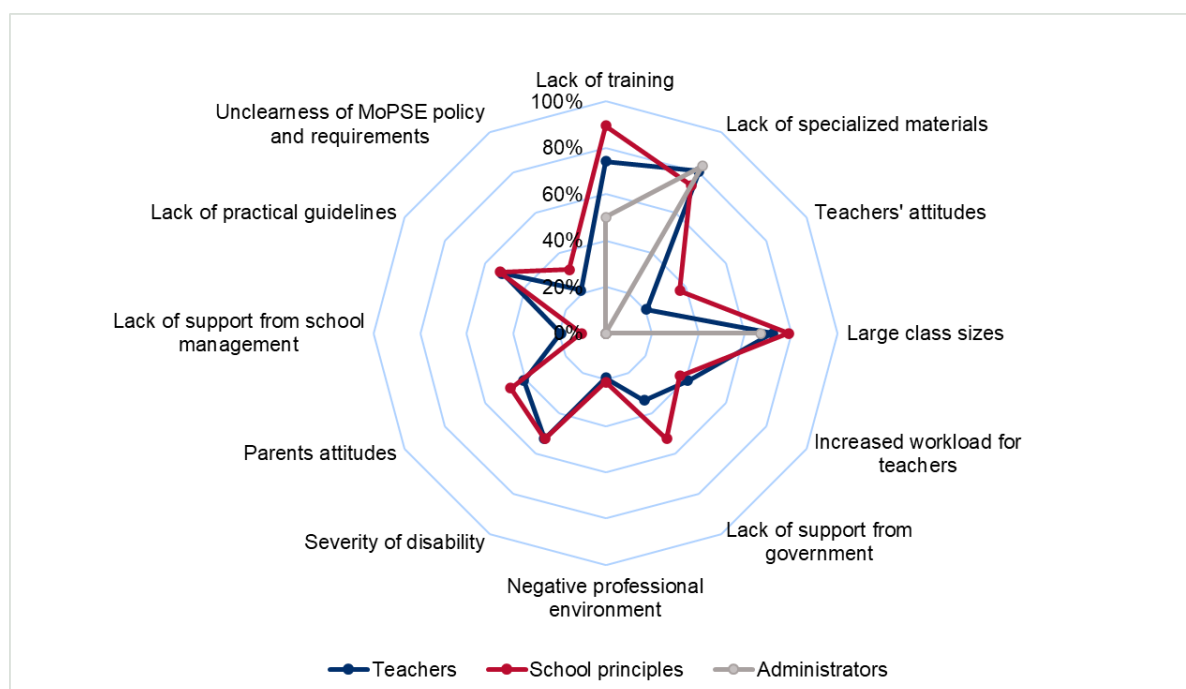 Lack of training
100%
Unclearness of MoPSE policy
and requirements
Lack of specialized materials
80%
60%
Lack of practical guidelines
Teachers' attitudes
40%
20%
Lack of support from school
management
0%
Large class sizes
Parents attitudes
Increased workload for
teachers
Severity of disability
Lack of support from
government
Negative professional
environment
Teachers
School principles
Administrators